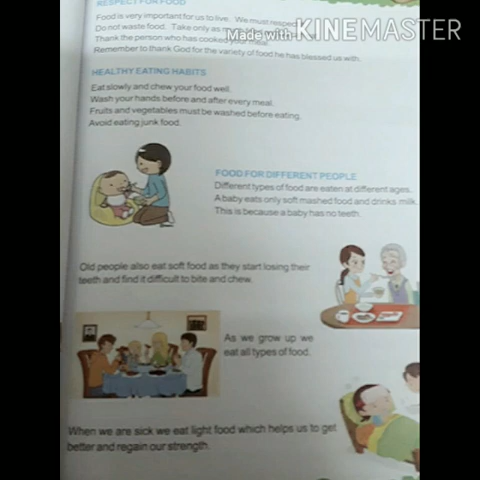 RESPECT FOR FOOD
Food is very important for us to live. We must respect
Do not waste food. Take only as
Made with KINEMASTER
Thank the person who has cooked your meal.
Remember to thank God for the variety of food he has blessed us with.
HEALTHY EATING HABITS
Eat slowly and chew your food well.
Wash your hands before and after every meal.
Fruits and vegetables must be washed before eating.
Avoid eating junk food.
FOOD FOR DIFFERENT PEOPLE
Different types of food are eaten at different ages.
A baby eats only soft mashed food and drinks milk.
This is because a baby has no teeth.
Old people also eat soft food as they start losing their
teeth and find it difficult to bite and chew.
As we grow up we
eat all types of food.
When we are sick we eat light food which helps us to get
better and regain our strength.